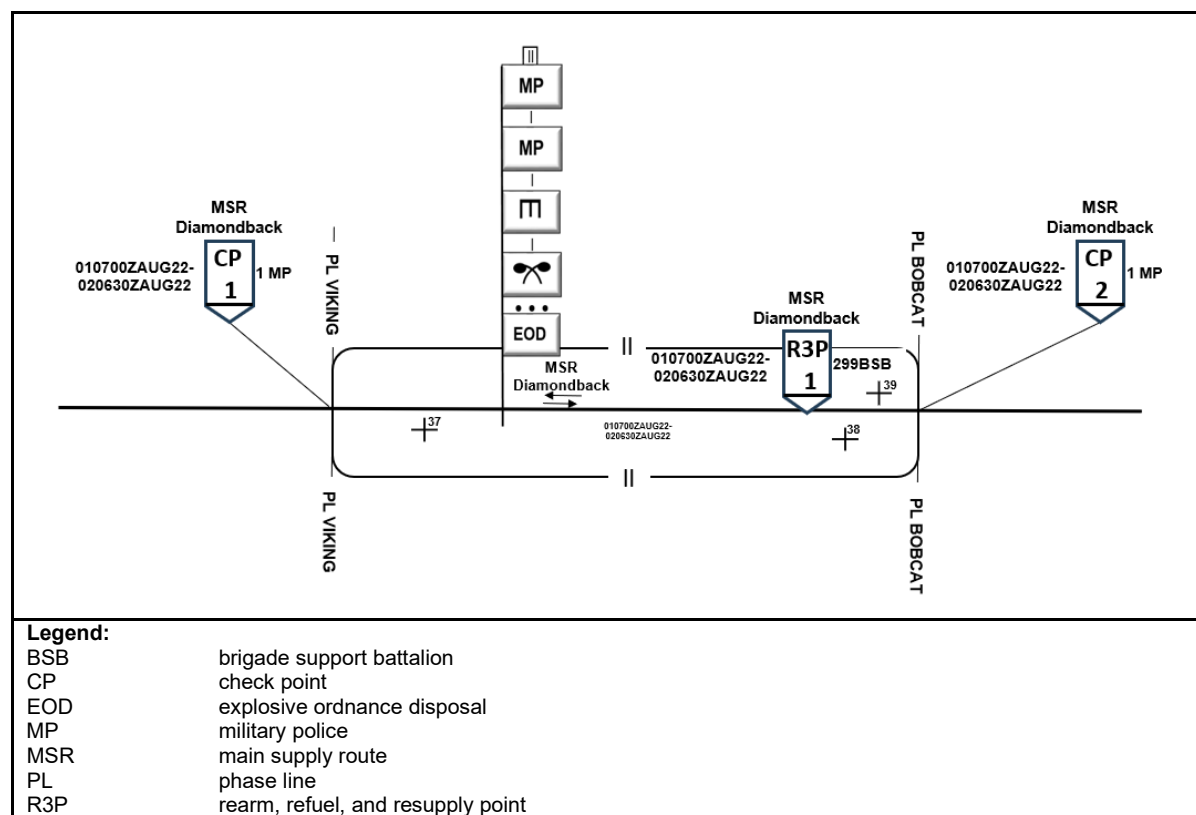 MP
MP
EOD
MSR
Diamondback
CP
1
010700ZAUG22-
020630ZAUG22
1 MP
PL VIKING
PL BOBCAT
MSR
Diamondback
CP
2
010700ZAUG22-
020630ZAUG22
1 MP
MSR
Diamondback
R3P
1
010700ZAUG22-
020630ZAUG22
299BSB
MSR
Diamondback
010700ZAUG22-
020630ZAUG22
37
38
39
II
II
II
PL VIKING
PL BOBCAT
Legend:
BSB brigade support battalion
CP check point
EOD explosive ordnance disposal
MP military police
MSR main supply route
PL phase line
R3P rearm, refuel, and resupply point